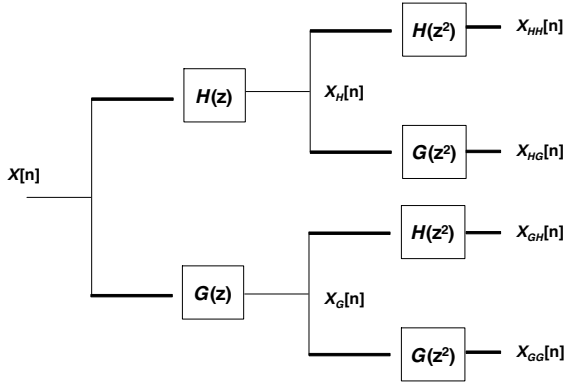 H(z²)
X_HH[n]
H(z)
X_H[n]
G(z²)
X_HG[n]
X[n]
H(z²)
X_GH[n]
G(z)
X_G[n]
G(z²)
X_GG[n]